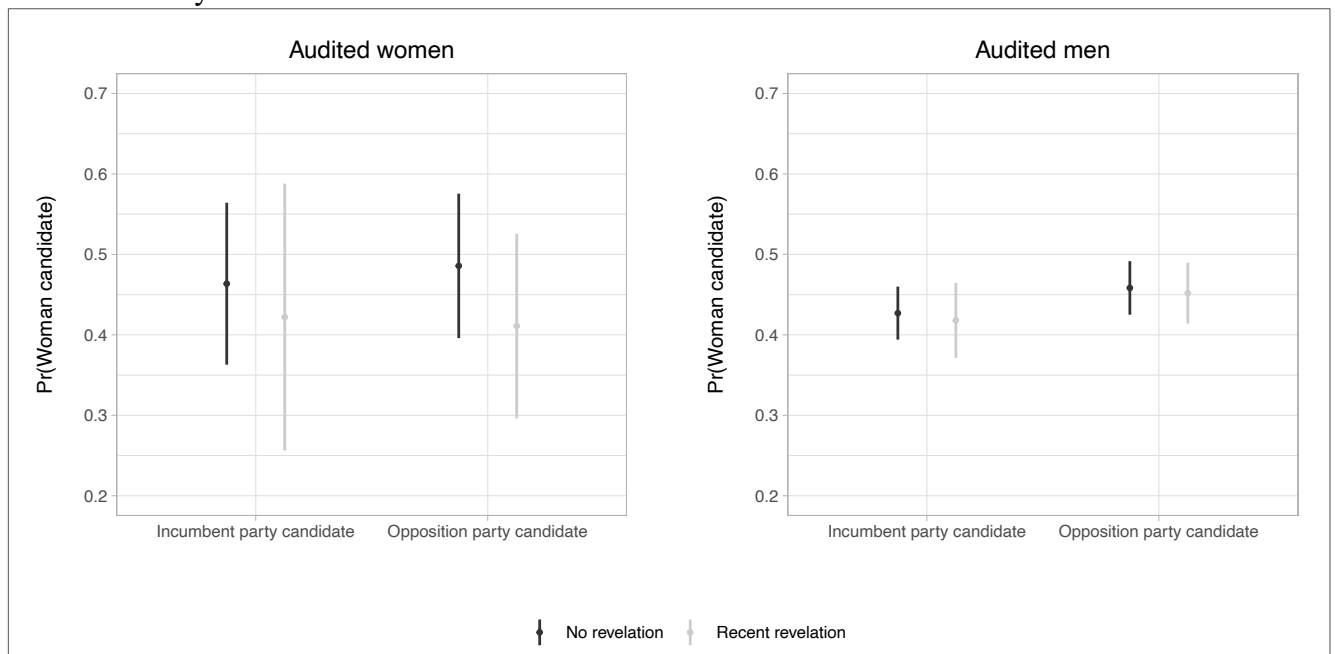 Audited women
Audited men
Pr(Woman candidate)
0.7
0.6
0.5
0.4
0.3
0.2
Incumbent party candidate
Opposition party candidate
Pr(Woman candidate)
0.7
0.6
0.5
0.4
0.3
0.2
Incumbent party candidate
Opposition party candidate
No revelation
Recent revelation